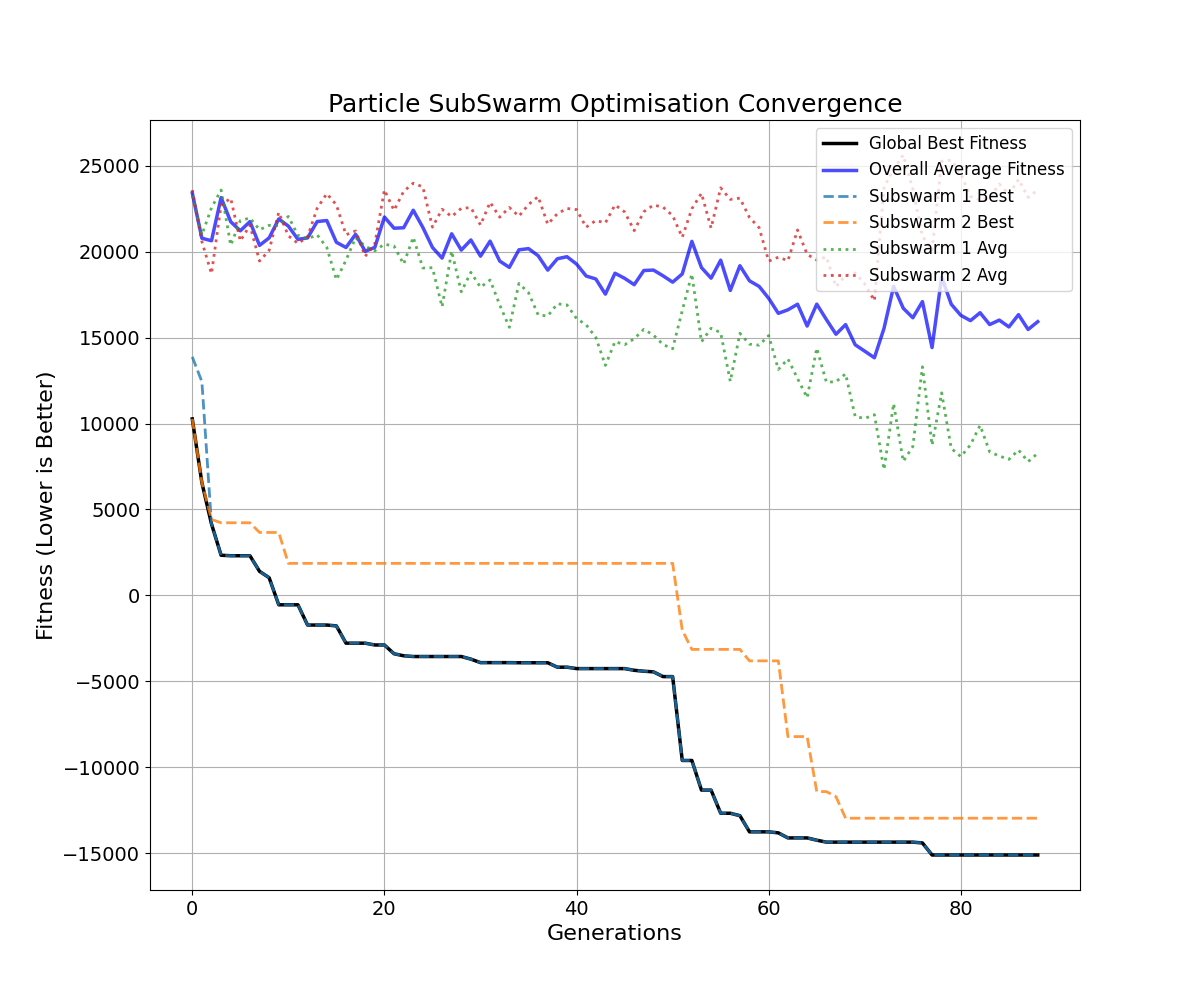 Particle SubSwarm Optimisation Convergence
Global Best Fitness
Overall Average Fitness
Subswarm 1 Best
Subswarm 2 Best
Subswarm 1 Avg
Subswarm 2 Avg
25000
20000
15000
10000
5000
0
−5000
−10000
−15000
Fitness (Lower is Better)
0 20 40 60 80
Generations